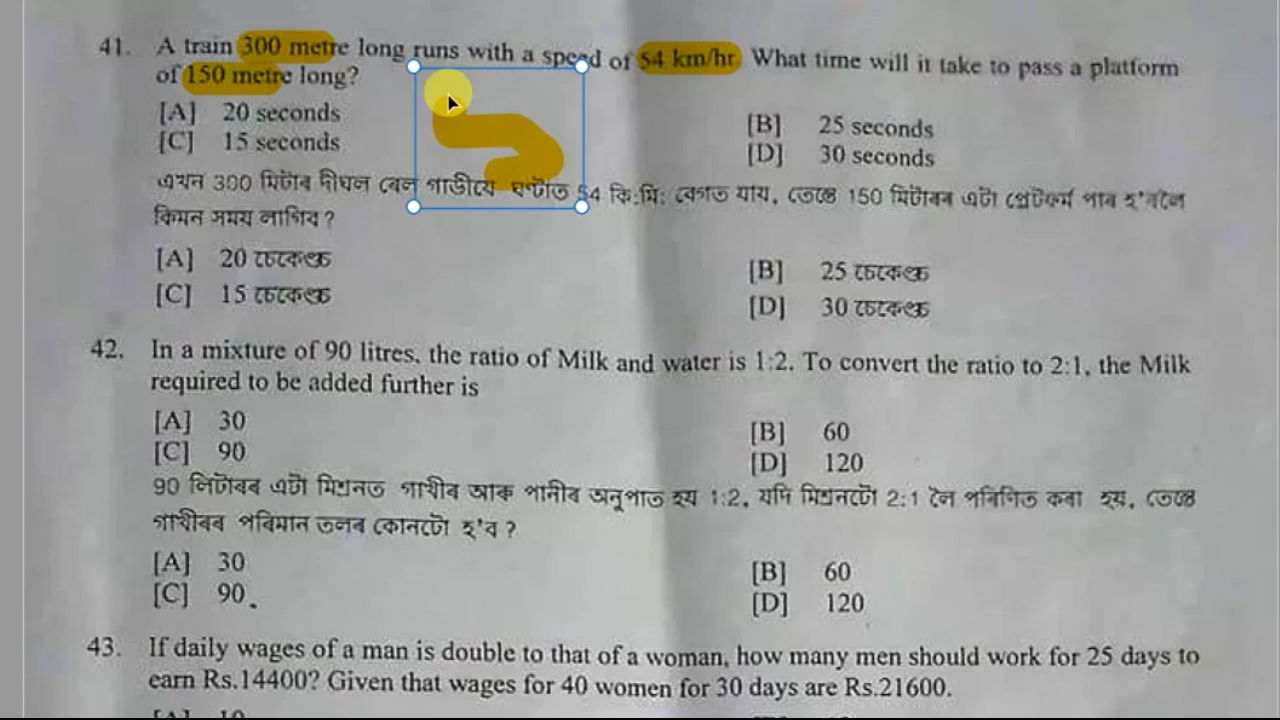 41. A train 300 metre long runs with a speed of 54 km/hr. What time will it take to pass a platform
of 150 metre long?
[A] 20 seconds [B] 25 seconds
[C] 15 seconds [D] 30 seconds
এখন 300 মিটাৰ দীঘল ৰেল গাড়ীয়ে ঘণ্টাত 54 কি:মি: বেগত যায়, তেন্তে 150 মিটাৰৰ এটা প্লেটফৰ্ম পাৰ হ'বলৈ
কিমান সময় লাগিব ?
[A] 20 চেকেণ্ড [B] 25 চেকেণ্ড
[C] 15 চেকেণ্ড [D] 30 চেকেণ্ড
42. In a mixture of 90 litres, the ratio of Milk and water is 1:2. To convert the ratio to 2:1, the Milk
required to be added further is
[A] 30 [B] 60
[C] 90 [D] 120
90 লিটাৰৰ এটা মিশ্ৰনত গাখীৰ আৰু পানীৰ অনুপাত হয় 1:2, যদি মিশ্ৰনটো 2:1 লৈ পৰিণিত কৰা হয়, তেন্তে
গাখীৰৰ পৰিমান তলৰ কোনটো হ'ব ?
[A] 30 [B] 60
[C] 90 [D] 120
43. If daily wages of a man is double to that of a woman, how many men should work for 25 days to
earn Rs.14400? Given that wages for 40 women for 30 days are Rs.21600.